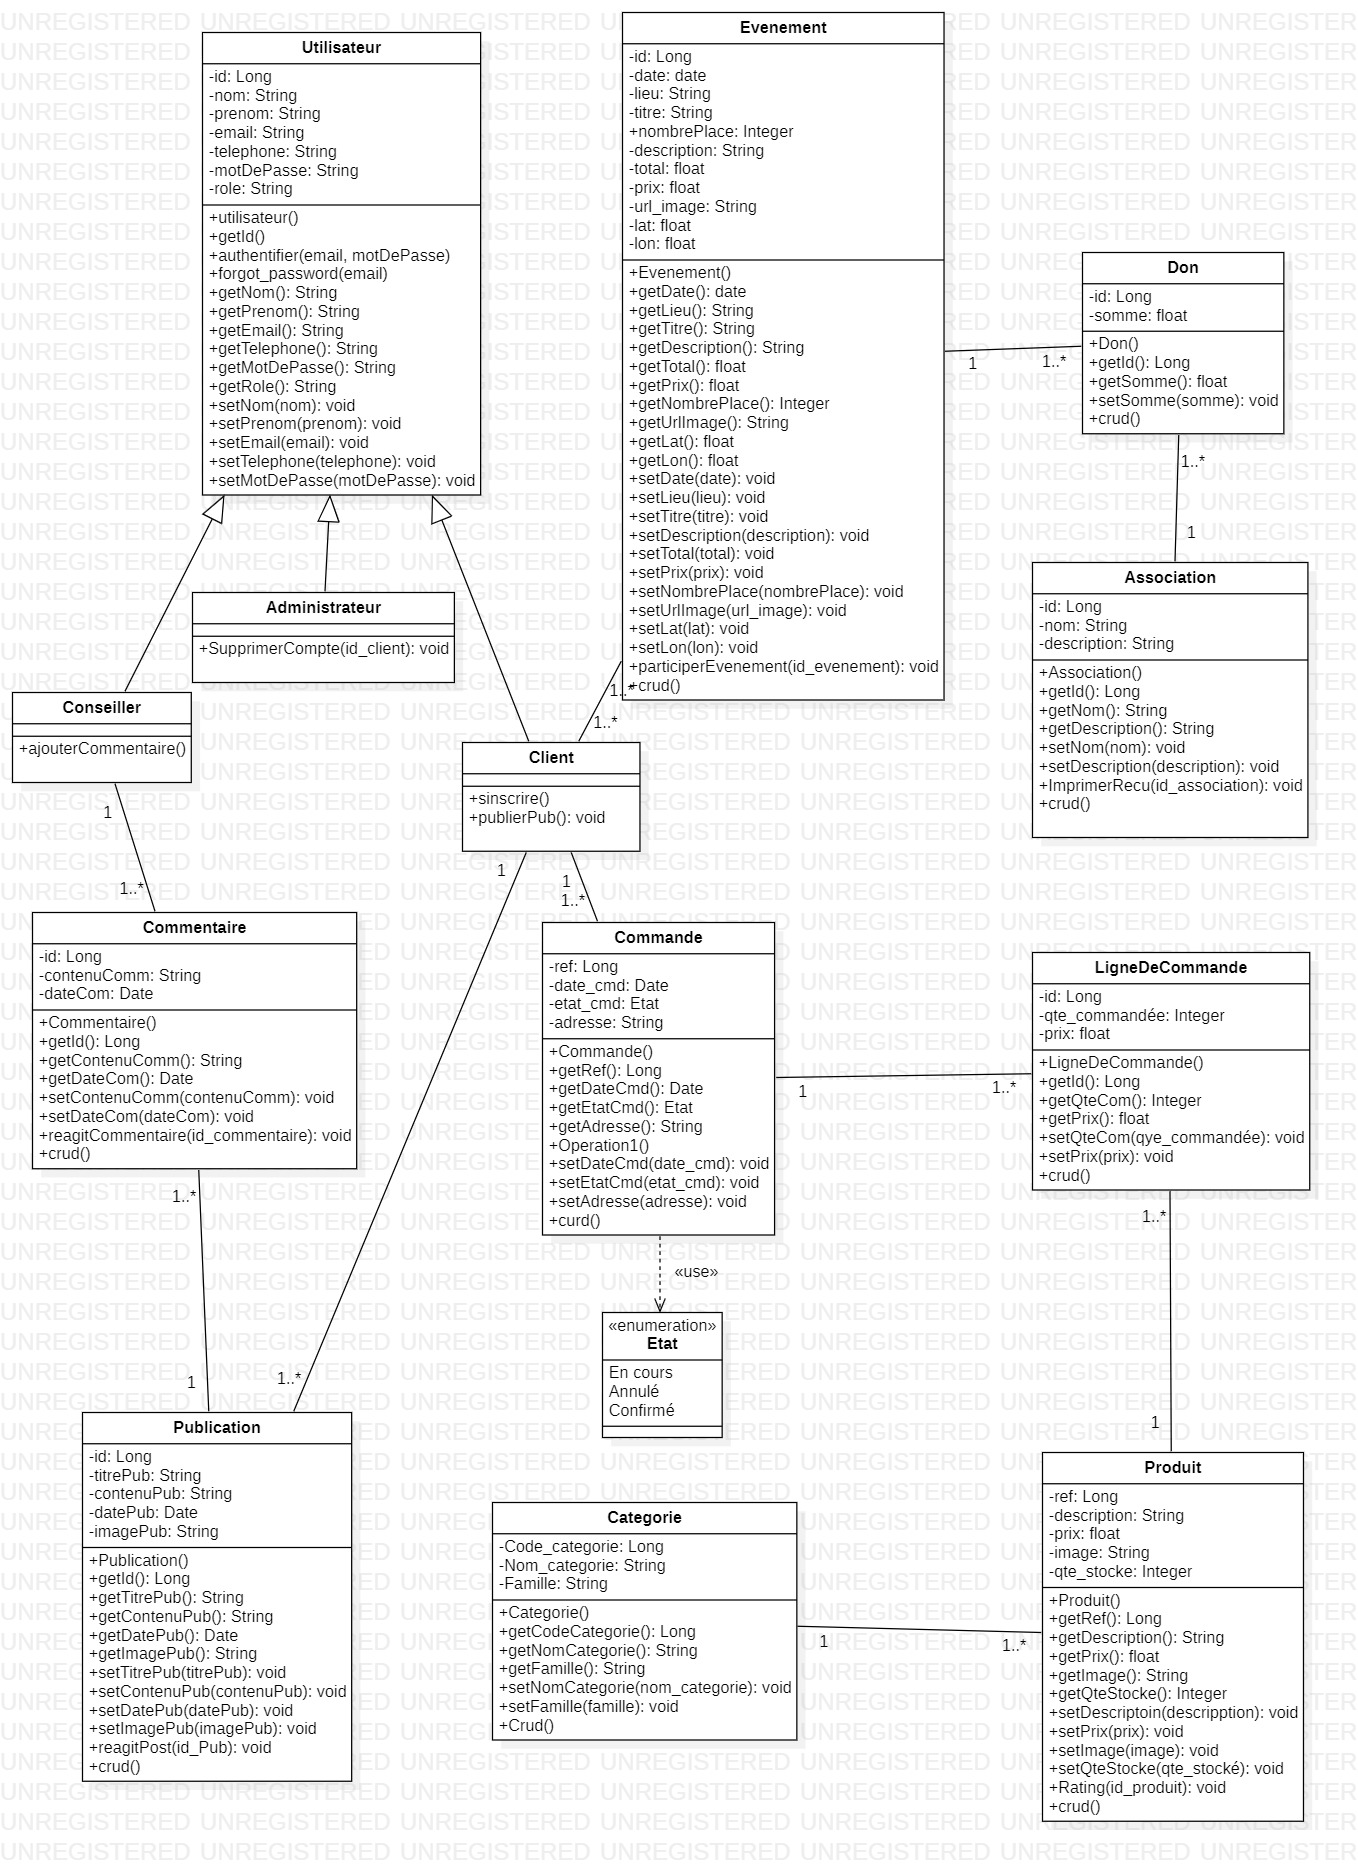 Utilisateur
-id: Long
-nom: String
-prenom: String
-email: String
-telephone: String
-motDePasse: String
-role: String
+utilisateur()
+getId()
+authentifier(email, motDePasse)
+forgot_password(email)
+getNom(): String
+getPrenom(): String
+getEmail(): String
+getTelephone(): String
+getMotDePasse(): String
+getRole(): String
+setNom(nom): void
+setPrenom(prenom): void
+setEmail(email): void
+setTelephone(telephone): void
+setMotDePasse(motDePasse): void
Evenement
-id: Long
-date: date
-lieu: String
-titre: String
+nombrePlace: Integer
-description: String
-total: float
-prix: float
-url_image: String
-lat: float
-lon: float
+Evenement()
+getDate(): date
+getLieu(): String
+getTitre(): String
+getDescription(): String
+getTotal(): float
+getPrix(): float
+getNombrePlace(): Integer
+getUrlImage(): String
+getLat(): float
+getLon(): float
+setDate(date): void
+setLieu(lieu): void
+setTitre(titre): void
+setDescription(description): void
+setTotal(total): void
+setPrix(prix): void
+setNombrePlace(nombrePlace): void
+setUrlImage(url_image): void
+setLat(lat): void
+setLon(lon): void
+participerEvenement(id_evenement): void
+crud()
1
1..*
Don
-id: Long
-somme: float
+Don()
+getId(): Long
+getSomme(): float
+setSomme(somme): void
+crud()
1..*
1
Association
-id: Long
-nom: String
-description: String
+Association()
+getId(): Long
+getNom(): String
+getDescription(): String
+setNom(nom): void
+setDescription(description): void
+ImprimerRecu(id_association): void
+crud()
Administrateur
+SupprimerCompte(id_client): void
Conseiller
+ajouterCommentaire()
1..*
1..*
Client
+sinscrire()
+publierPub(): void
1
1..*
1
1
1..*
Commentaire
-id: Long
-contenuComm: String
-dateCom: Date
+Commentaire()
+getId(): Long
+getContenuComm(): String
+getDateCom(): Date
+setContenuComm(contenuComm): void
+setDateCom(dateCom): void
+reagitCommentaire(id_commentaire): void
+crud()
Commande
-ref: Long
-date_cmd: Date
-etat_cmd: Etat
-adresse: String
+Commande()
+getRef(): Long
+getDateCmd(): Date
+getEtatCmd(): Etat
+getAdresse(): String
+Operation1()
+setDateCmd(date_cmd): void
+setEtatCmd(etat_cmd): void
+setAdresse(adresse): void
+curd()
1
1..*
LigneDeCommande
-id: Long
-qte_commandée: Integer
-prix: float
+LigneDeCommande()
+getId(): Long
+getQteCom(): Integer
+getPrix(): float
+setQteCom(qye_commandée): void
+setPrix(prix): void
+crud()
1..*
1
1..*
1
1..*
«use»
«enumeration»
Etat
En cours
Annulé
Confirmé
Publication
-id: Long
-titrePub: String
-contenuPub: String
-datePub: Date
-imagePub: String
+Publication()
+getId(): Long
+getTitrePub(): String
+getContenuPub(): String
+getDatePub(): Date
+getImagePub(): String
+setTitrePub(titrePub): void
+setContenuPub(contenuPub): void
+setDatePub(datePub): void
+setImagePub(imagePub): void
+reagitPost(id_Pub): void
+crud()
Categorie
-Code_categorie: Long
-Nom_categorie: String
-Famille: String
+Categorie()
+getCodeCategorie(): Long
+getNomCategorie(): String
+getFamille(): String
+setNomCategorie(nom_categorie): void
+setFamille(famille): void
+Crud()
1
1..*
Produit
-ref: Long
-description: String
-prix: float
-image: String
-qte_stocke: Integer
+Produit()
+getRef(): Long
+getDescription(): String
+getPrix(): float
+getImage(): String
+getQteStocke(): Integer
+setDescriptoin(descripption): void
+setPrix(prix): void
+setImage(image): void
+setQteStocke(qte_stocké): void
+Rating(id_produit): void
+crud()